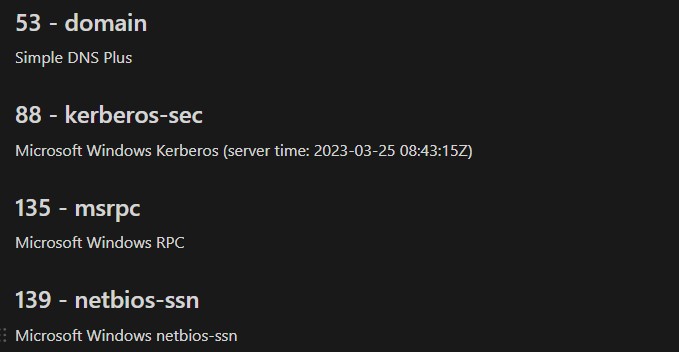 53 - domain
Simple DNS Plus
88 - kerberos-sec
Microsoft Windows Kerberos (server time: 2023-03-25 08:43:15Z)
135 - msrpc
Microsoft Windows RPC
139 - netbios-ssn
Microsoft Windows netbios-ssn